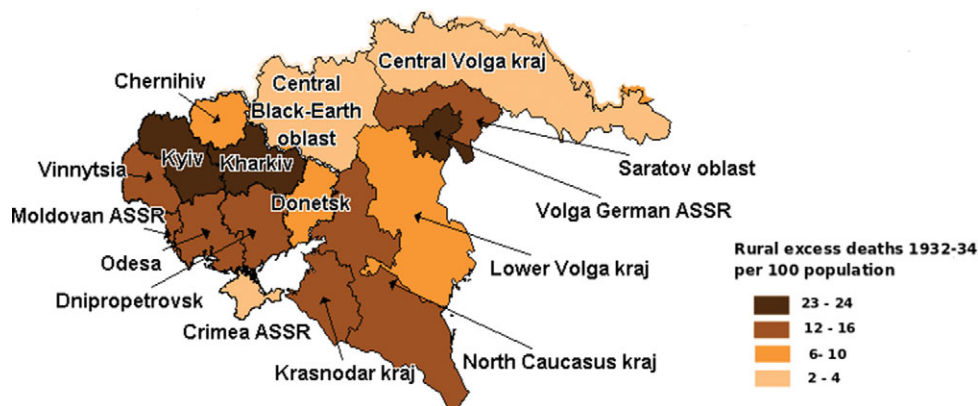 Central Volga kraj
Chernihiv
Central
Black-Earth
oblast
Saratov oblast
Kyiv
Kharkiv
Vinnytsia
Donetsk
Volga German ASSR
Moldovan ASSR
Odesa
Lower Volga kraj
Dnipropetrovsk
Crimea ASSR
North Caucasus kraj
Krasnodar kraj
Rural excess deaths 1932-34
per 100 population
23 - 24
12 - 16
6- 10
2 - 4